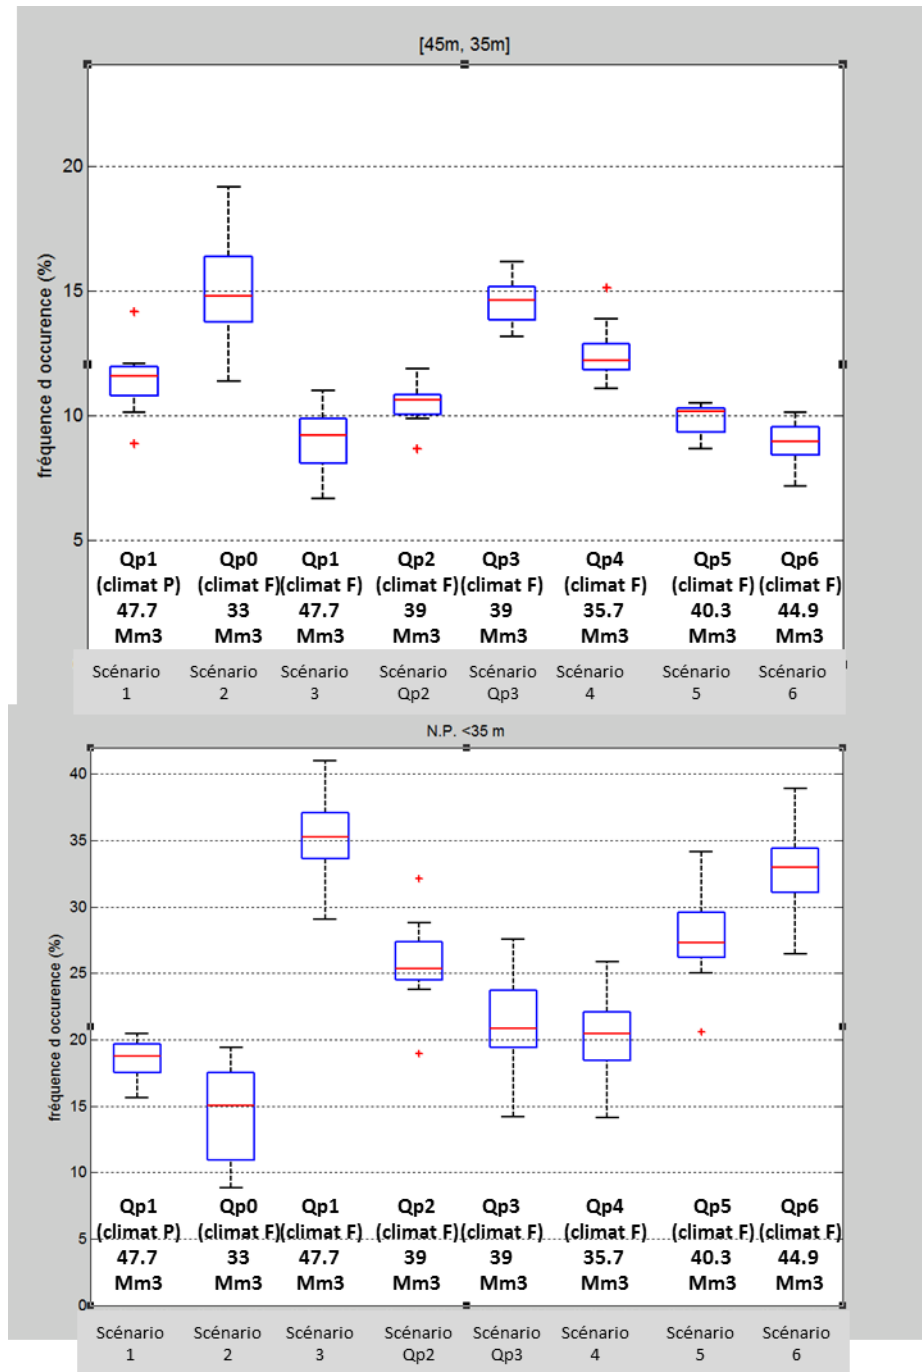 [45m, 35m]
fréquence d occurence (%)
20
15
10
5
Qp1 Qp0 Qp1 Qp2 Qp3 Qp4 Qp5 Qp6
(climat P) (climat F)(climat F) (climat F)(climat F) (climat F) (climat F)(climat F)
47.7 33 47.7 39 39 35.7 40.3 44.9
Mm3 Mm3 Mm3 Mm3 Mm3 Mm3 Mm3 Mm3
Scénario Scénario Scénario Scénario Scénario Scénario Scénario Scénario
1 2 3 Qp2 Qp3 4 5 6
N.P. <35 m
fréquence d occurence (%)
40
35
30
25
20
15
10
5
0
Qp1 Qp0 Qp1 Qp2 Qp3 Qp4 Qp5 Qp6
(climat P) (climat F)(climat F) (climat F)(climat F) (climat F) (climat F) (climat F)
47.7 33 47.7 39 39 35.7 40.3 44.9
Mm3 Mm3 Mm3 Mm3 Mm3 Mm3 Mm3 Mm3
Scénario Scénario Scénario Scénario Scénario Scénario Scénario Scénario
1 2 3 Qp2 Qp3 4 5 6